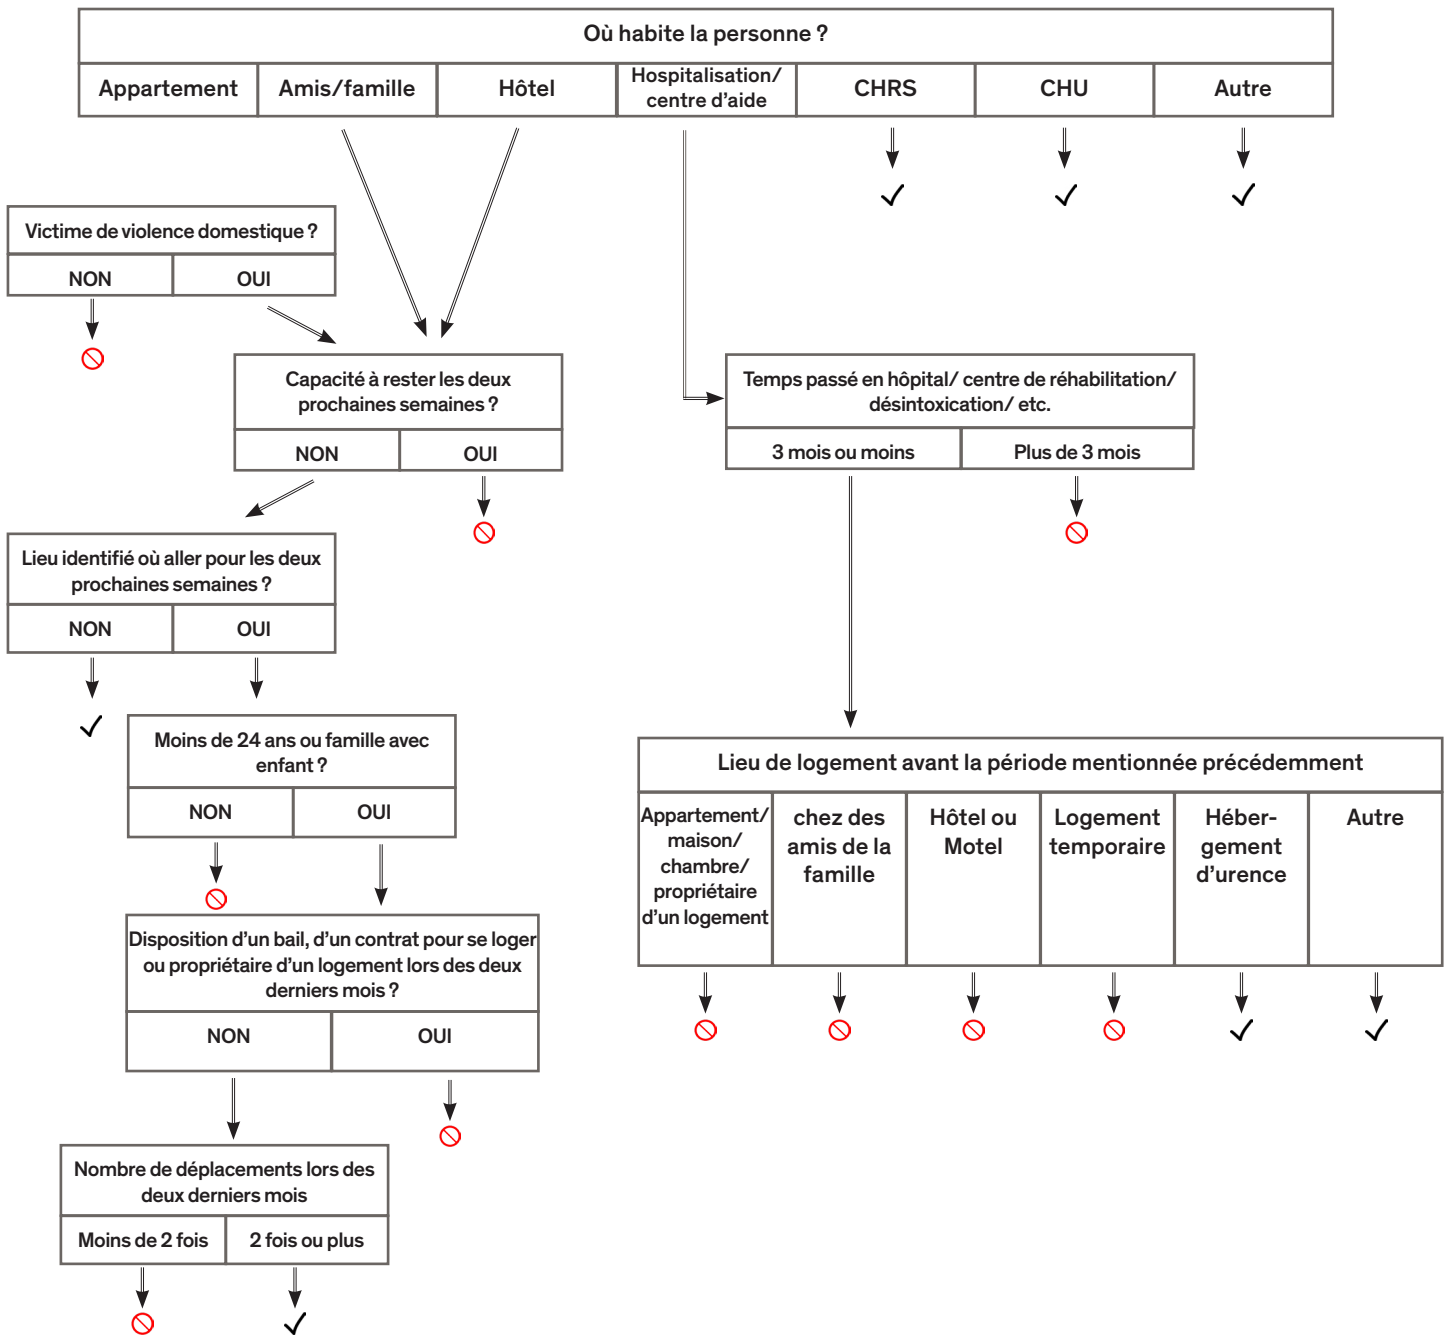 Où habite la personne ?
Appartement
Amis/famille
Hôtel
Hospitalisation/
centre d'aide
CHRS
CHU
Autre
Victime de violence domestique ?
NON
OUI
Capacité à rester les deux
prochaines semaines ?
NON
OUI
Temps passé en hôpital/ centre de réhabilitation/
désintoxication/ etc.
3 mois ou moins
Plus de 3 mois
Lieu identifié où aller pour les deux
prochaines semaines ?
NON
OUI
Moins de 24 ans ou famille avec
enfant ?
NON
OUI
Lieu de logement avant la période mentionnée précédemment
Appartement/
maison/
chambre/
propriétaire
d'un logement
chez des
amis de la
famille
Hôtel ou
Motel
Logement
temporaire
Héber-
gement
d'urence
Autre
Disposition d'un bail, d'un contrat pour se loger
ou propriétaire d'un logement lors des deux
derniers mois ?
NON
OUI
Nombre de déplacements lors des
deux derniers mois
Moins de 2 fois
2 fois ou plus